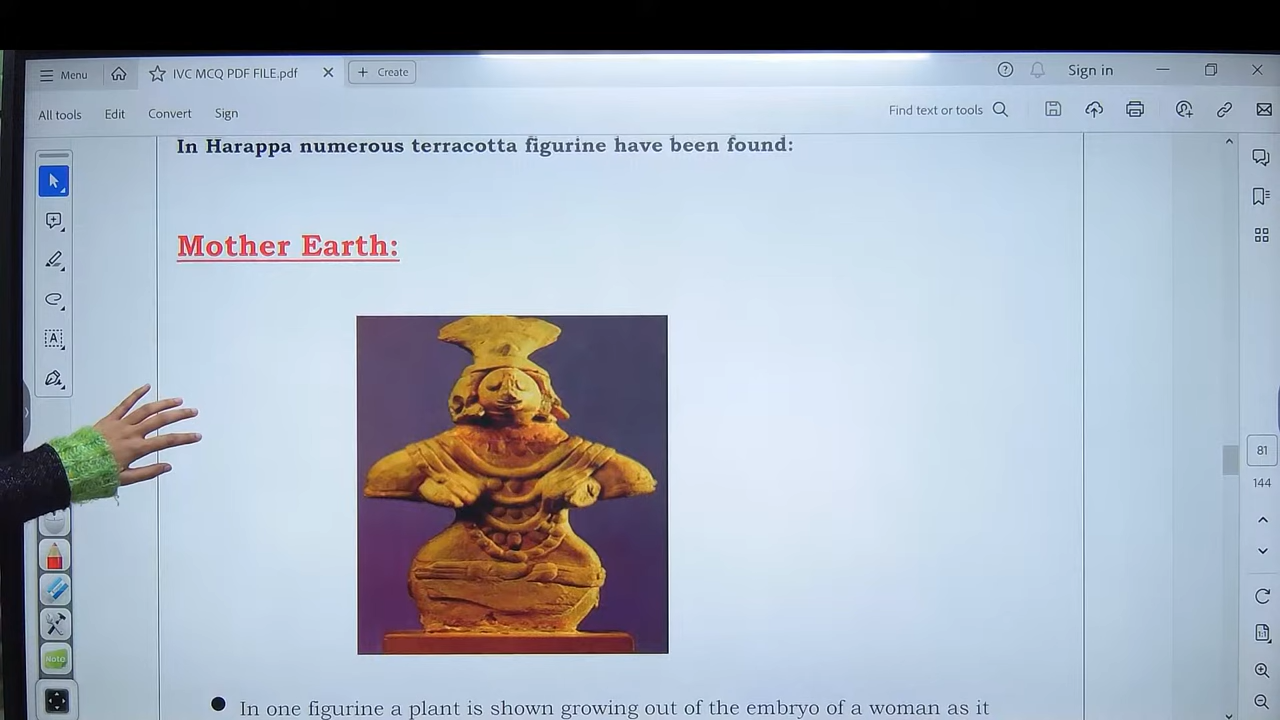 Menu
IVC MCQ PDF FILE.pdf
Create
Sign in
All tools
Edit
Convert
Sign
Find text or tools
In Harappa numerous terracotta figurine have been found:
Mother Earth:
81
144
Note
In one figurine a plant is shown growing out of the embryo of a woman as it